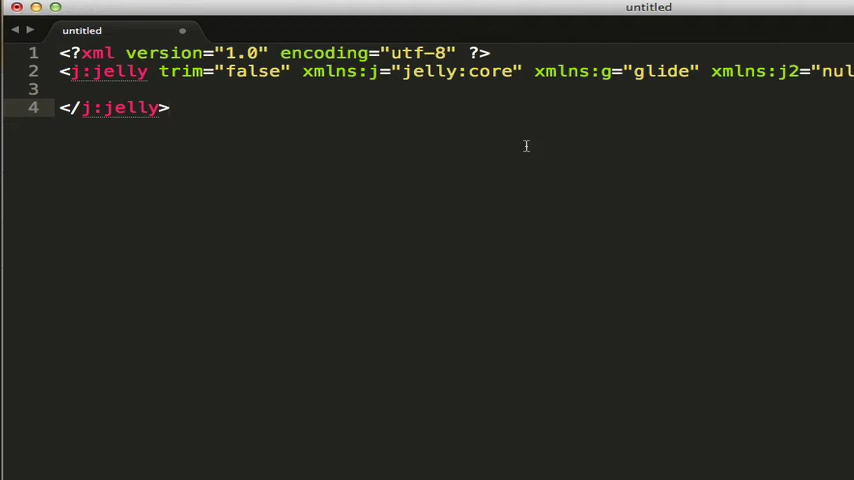 untitled
untitled
1 <?xml version="1.0" encoding="utf-8" ?>
2 <j:jelly trim="false" xmlns:j="jelly:core" xmlns:g="glide" xmlns:j2="nul
3
4 </j:jelly>